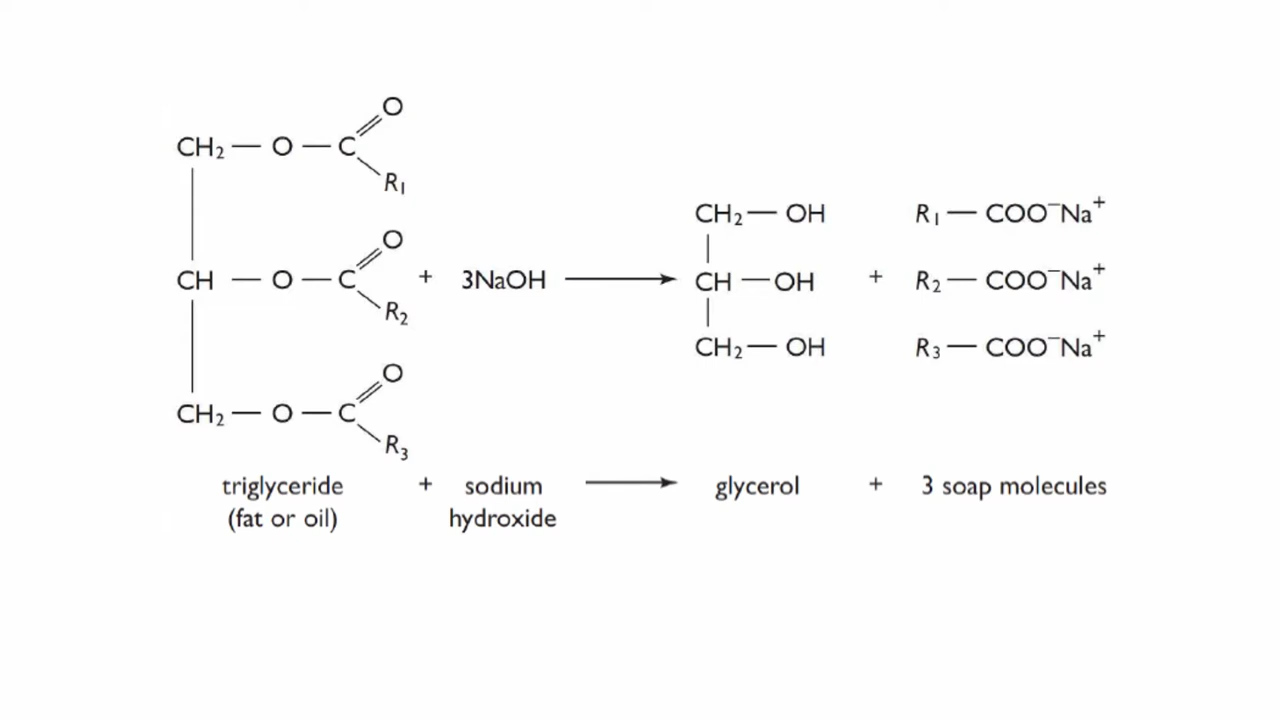 O
CH₂ — O — C
R₁
CH₂ — OH
R₁ — COO⁻Na⁺
O
CH — O — C + 3NaOH ⟶ CH — OH + R₂ — COO⁻Na⁺
R₂
CH₂ — OH
R₃ — COO⁻Na⁺
O
CH₂ — O — C
R₃
triglyceride + sodium ⟶ glycerol + 3 soap molecules
(fat or oil) hydroxide